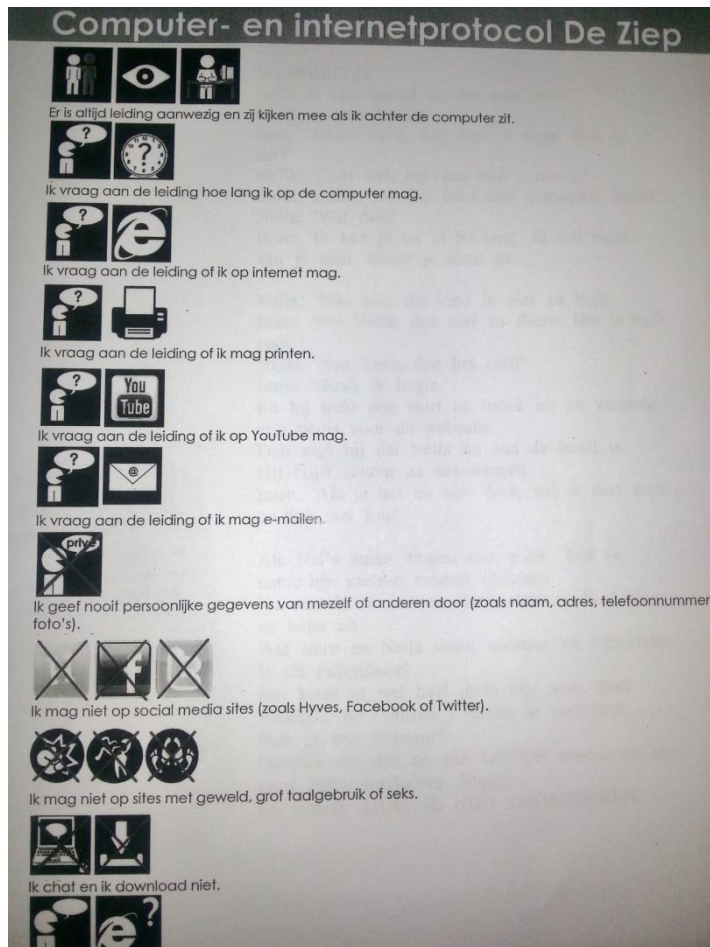 Computer- en internetprotocol De Ziep
Er is altijd leiding aanwezig en zij kijken mee als ik achter de computer zit.
?
?
Ik vraag aan de leiding hoe lang ik op de computer mag.
?
Ik vraag aan de leiding of ik op internet mag.
?
Ik vraag aan de leiding of ik mag printen.
?
You
Tube
Ik vraag aan de leiding of ik op YouTube mag.
?
@
Ik vraag aan de leiding of ik mag e-mailen.
privé
Ik geef nooit persoonlijke gegevens van mezelf of anderen door (zoals naam, adres, telefoonnummer
foto's).
f
Ik mag niet op social media sites (zoals Hyves, Facebook of Twitter).
Ik mag niet op sites met geweld, grof taalgebruik of seks.
Ik chat en ik download niet.
?
?